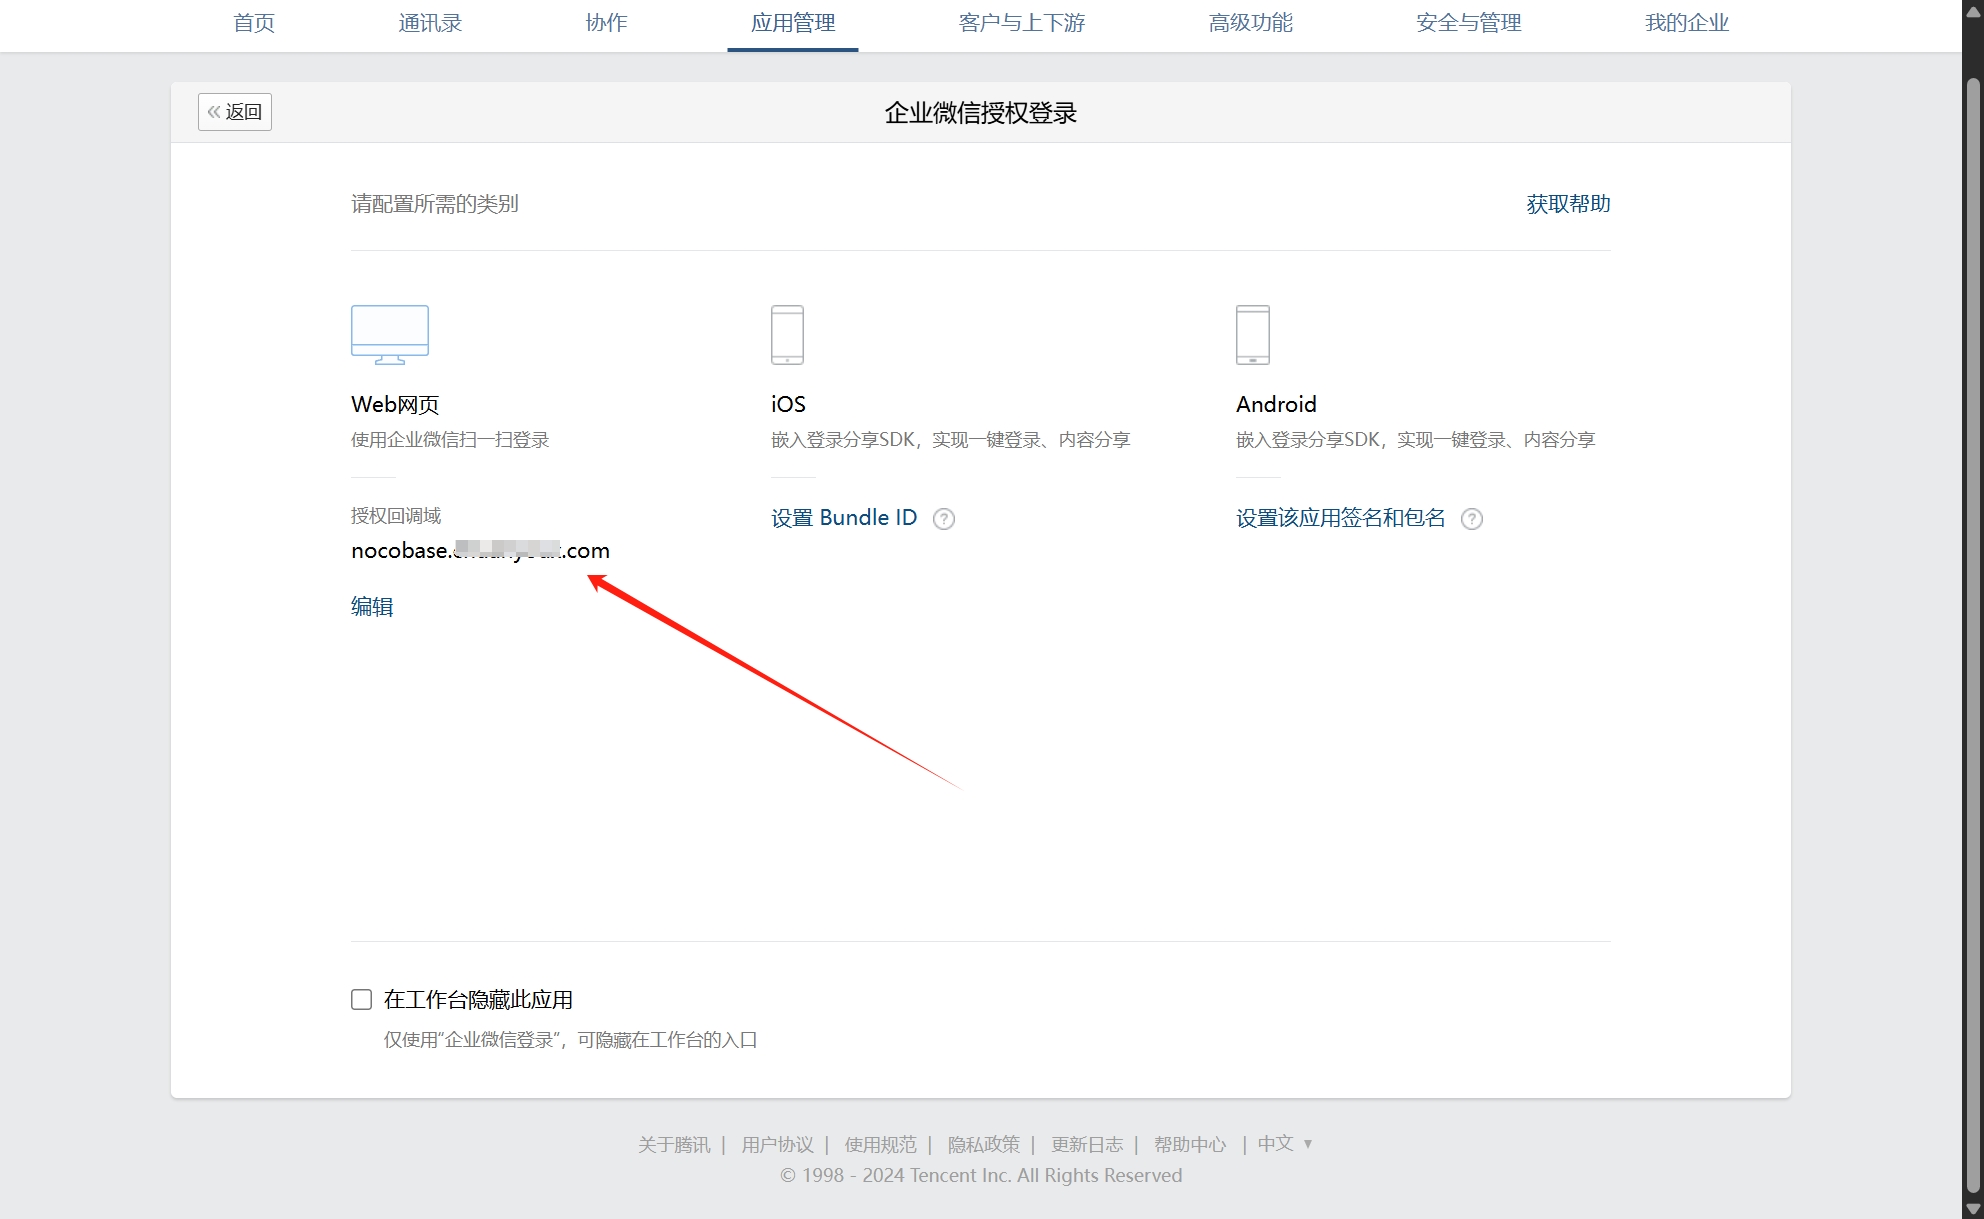 首页 通讯录 协作 应用管理 客户与上下游 高级功能 安全与管理 我的企业
« 返回 企业微信授权登录
请配置所需的类别 获取帮助
Web网页 iOS Android
使用企业微信扫一扫登录 嵌入登录分享SDK，实现一键登录、内容分享 嵌入登录分享SDK，实现一键登录、内容分享
授权回调域 设置 Bundle ID ? 设置该应用签名和包名 ?
nocobase. .com
编辑
在工作台隐藏此应用
仅使用“企业微信登录”，可隐藏在工作台的入口
关于腾讯 | 用户协议 | 使用规范 | 隐私政策 | 更新日志 | 帮助中心 | 中文 ▼
© 1998 - 2024 Tencent Inc. All Rights Reserved